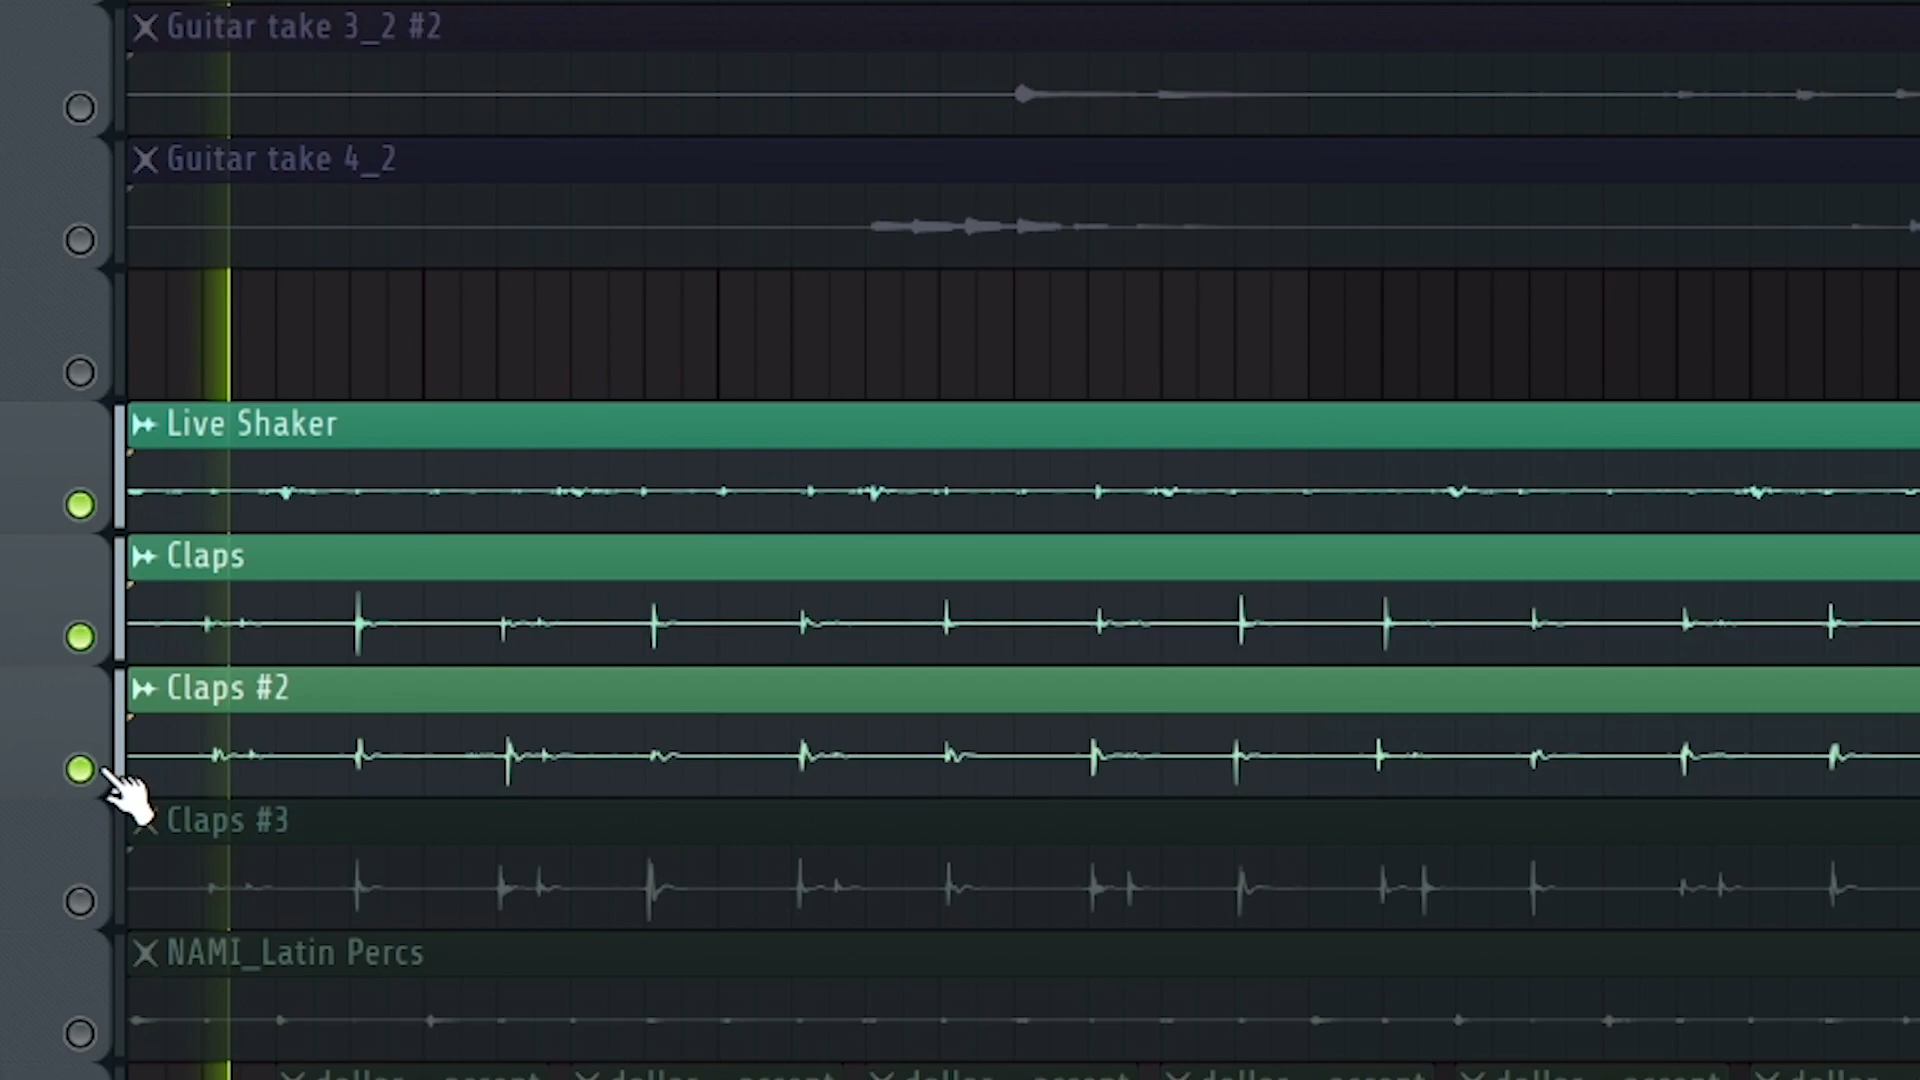 Guitar take 3_2 #2
Guitar take 4_2
Live Shaker
Claps
Claps #2
Claps #3
NAMI_Latin Percs